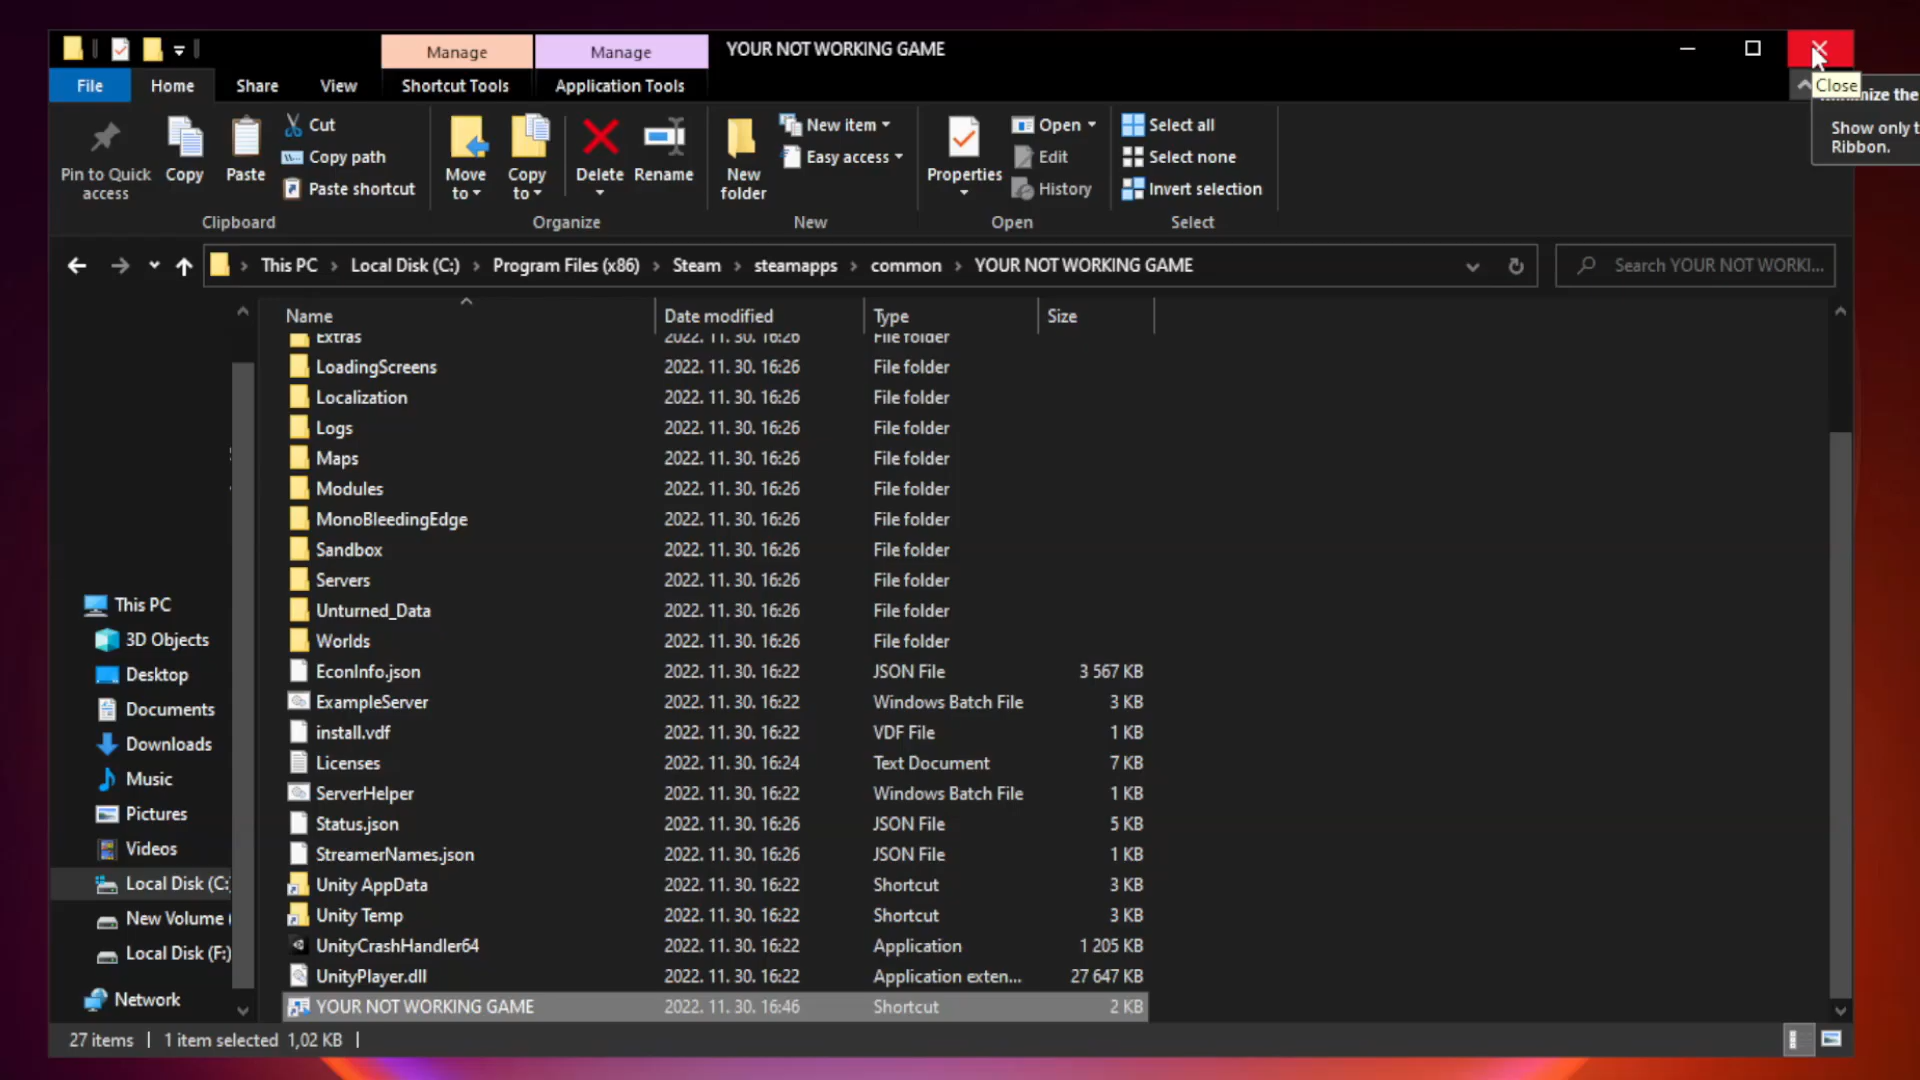 Manage
Manage
YOUR NOT WORKING GAME
File
Home
Share
View
Shortcut Tools
Application Tools
Close
the
Show only t
Ribbon.
Pin to Quick
access
Copy
Paste
Cut
Copy path
Paste shortcut
Clipboard
Move
to
Copy
to
Delete
Rename
Organize
New
folder
New item
Easy access
New
Properties
Open
Edit
History
Open
Select all
Select none
Invert selection
Select
This PC
Local Disk (C:)
Program Files (x86)
Steam
steamapps
common
YOUR NOT WORKING GAME
Search YOUR NOT WORKI...
Name
Date modified
Type
Size
Extras 2022. 11. 30. 16:26 File folder
LoadingScreens 2022. 11. 30. 16:26 File folder
Localization 2022. 11. 30. 16:26 File folder
Logs 2022. 11. 30. 16:26 File folder
Maps 2022. 11. 30. 16:26 File folder
Modules 2022. 11. 30. 16:26 File folder
MonoBleedingEdge 2022. 11. 30. 16:26 File folder
Sandbox 2022. 11. 30. 16:26 File folder
Servers 2022. 11. 30. 16:26 File folder
Unturned_Data 2022. 11. 30. 16:26 File folder
Worlds 2022. 11. 30. 16:26 File folder
EconInfo.json 2022. 11. 30. 16:22 JSON File 3 567 KB
ExampleServer 2022. 11. 30. 16:22 Windows Batch File 3 KB
install.vdf 2022. 11. 30. 16:22 VDF File 1 KB
Licenses 2022. 11. 30. 16:24 Text Document 7 KB
ServerHelper 2022. 11. 30. 16:22 Windows Batch File 1 KB
Status.json 2022. 11. 30. 16:26 JSON File 5 KB
StreamerNames.json 2022. 11. 30. 16:26 JSON File 1 KB
Unity AppData 2022. 11. 30. 16:22 Shortcut 3 KB
Unity Temp 2022. 11. 30. 16:22 Shortcut 3 KB
UnityCrashHandler64 2022. 11. 30. 16:22 Application 1 205 KB
UnityPlayer.dll 2022. 11. 30. 16:22 Application exten... 27 647 KB
YOUR NOT WORKING GAME 2022. 11. 30. 16:46 Shortcut 2 KB
This PC
3D Objects
Desktop
Documents
Downloads
Music
Pictures
Videos
Local Disk (C:
New Volume (
Local Disk (F:)
Network
27 items
1 item selected 1,02 KB